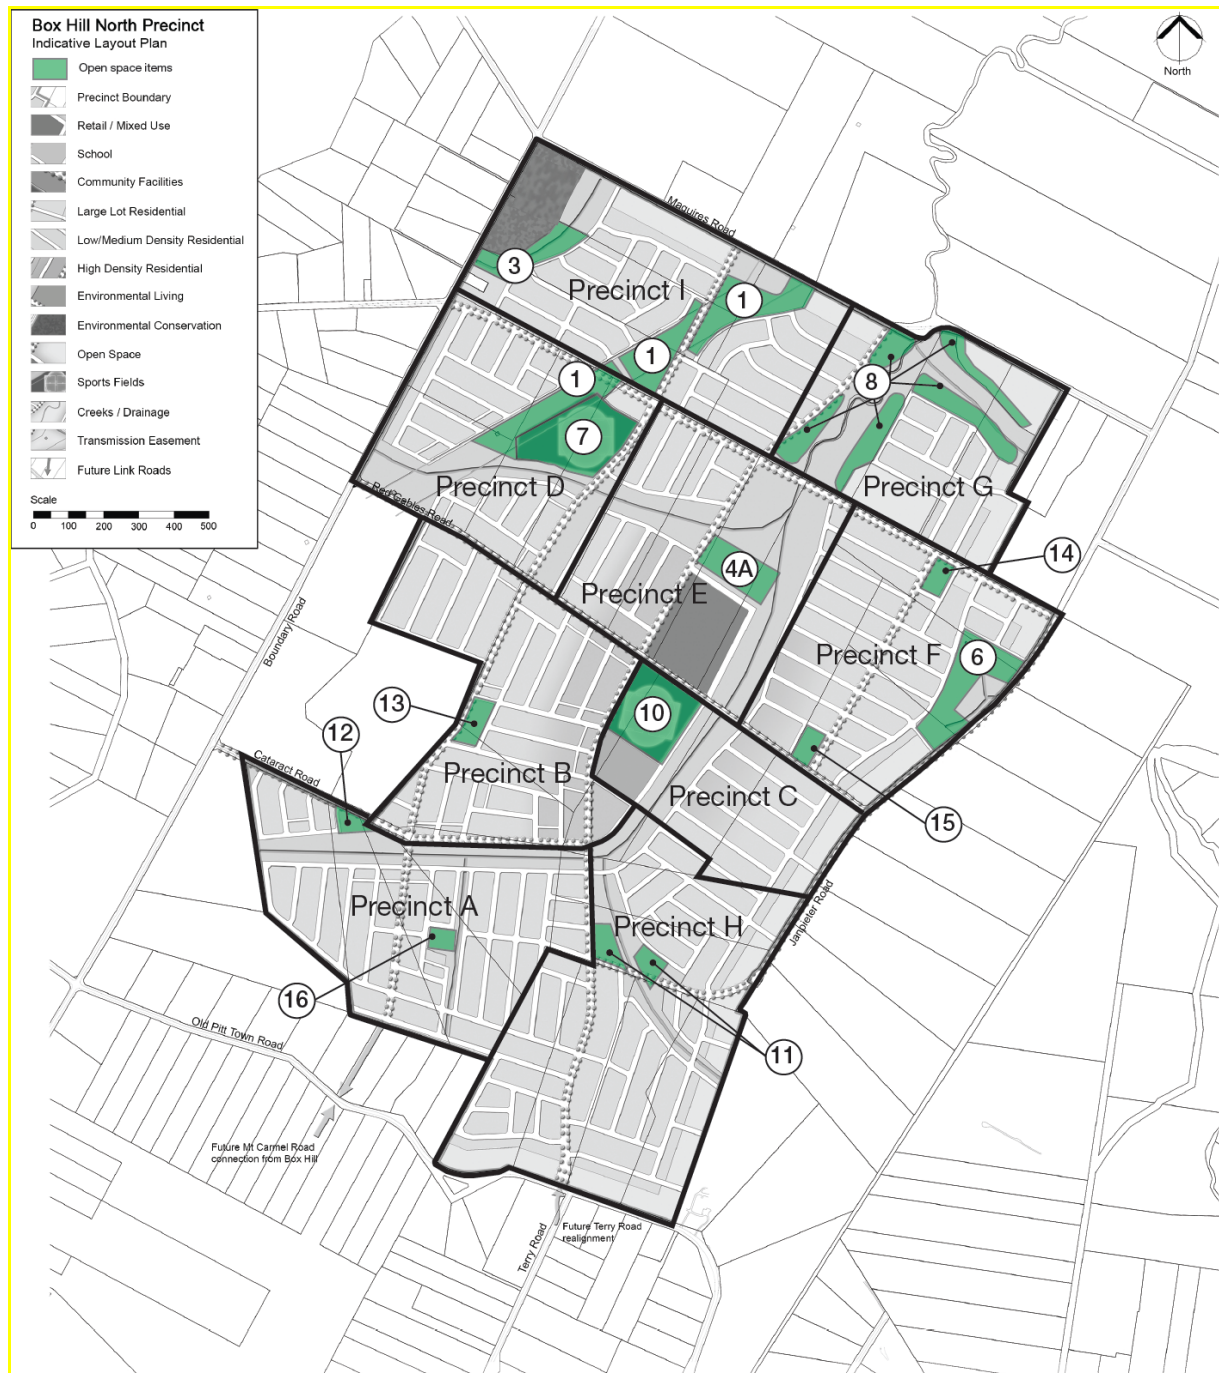 Box Hill North Precinct
Indicative Layout Plan
Open space items
Precinct Boundary
Retail / Mixed Use
School
Community Facilities
Large Lot Residential
Low/Medium Density Residential
High Density Residential
Environmental Living
Environmental Conservation
Open Space
Sports Fields
Creeks / Drainage
Transmission Easement
Future Link Roads
Scale
0 100 200 300 400 500
North
Maguires Road
3
Precinct I
1
1
1
8
7
Precinct D
Precinct G
Red Gables Road
14
4A
Precinct E
Boundary Road
Precinct F
6
13
10
12
Cataract Road
Precinct B
Precinct C
15
Precinct A
Precinct H
Janpieter Road
16
Old Pitt Town Road
11
Future Mt Carmel Road
connection from Box Hill
Terry Road
Future Terry Road
realignment